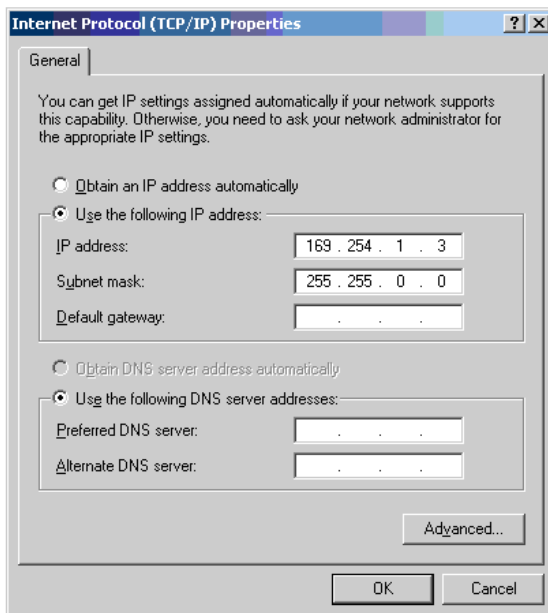 Internet Protocol (TCP/IP) Properties
General
You can get IP settings assigned automatically if your network supports
this capability. Otherwise, you need to ask your network administrator for
the appropriate IP settings.
Obtain an IP address automatically
Use the following IP address:
IP address: 169 . 254 . 1 . 3
Subnet mask: 255 . 255 . 0 . 0
Default gateway: . . .
Obtain DNS server address automatically
Use the following DNS server addresses:
Preferred DNS server: . . .
Alternate DNS server: . . .
Advanced...
OK Cancel